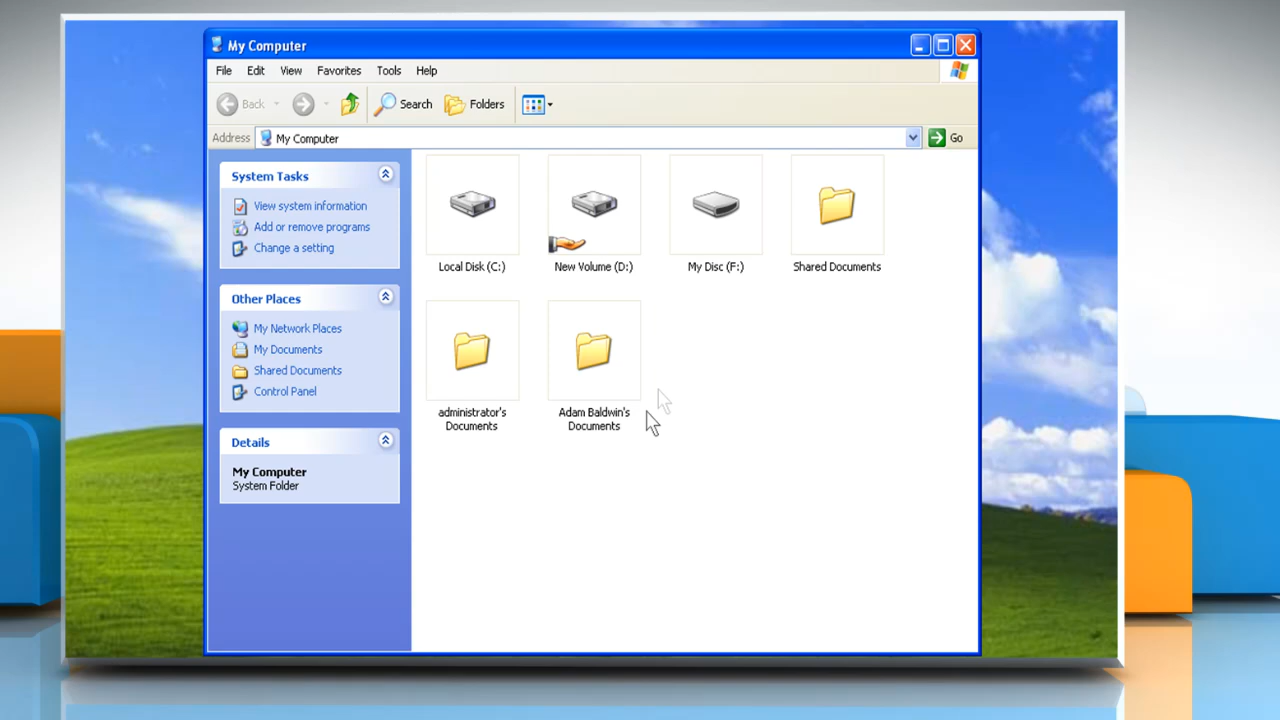 My Computer
File Edit View Favorites Tools Help
Back Search Folders
Address My Computer Go
System Tasks
View system information
Add or remove programs
Change a setting
Other Places
My Network Places
My Documents
Shared Documents
Control Panel
Details
My Computer
System Folder
Local Disk (C:) New Volume (D:) My Disc (F:) Shared Documents
administrator's
Documents
Adam Baldwin's
Documents